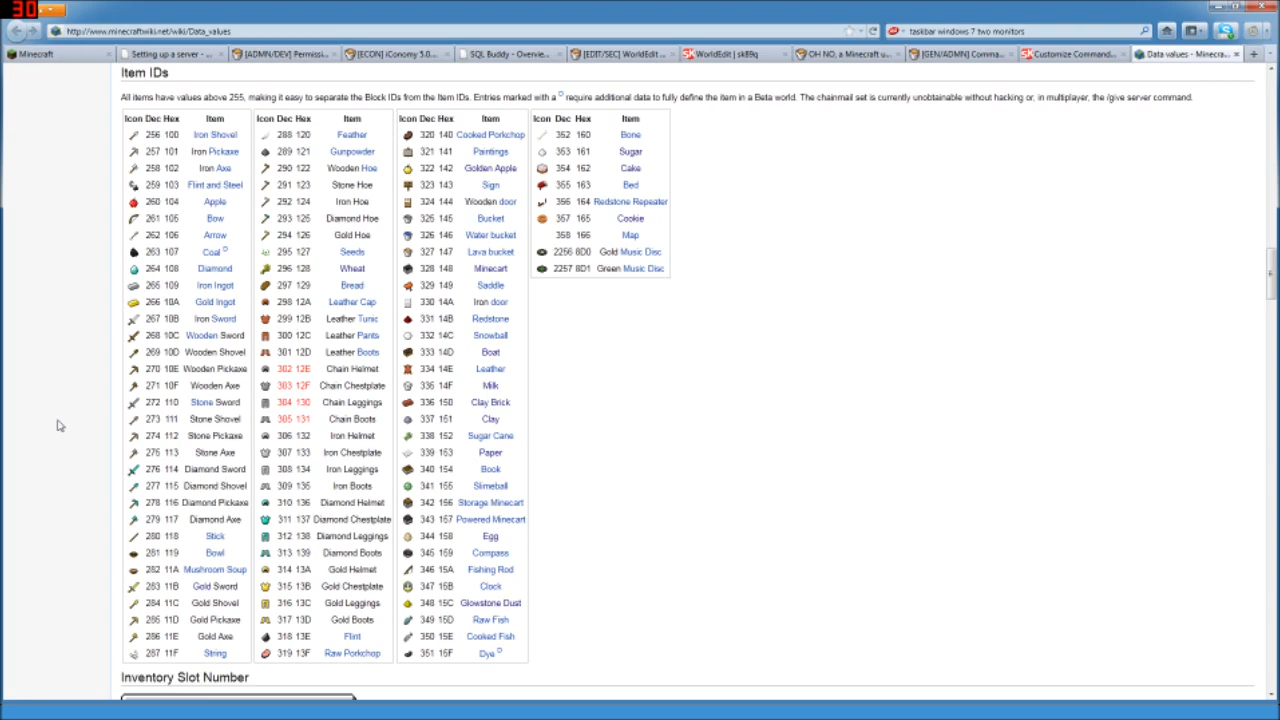 30
http://www.minecraftwiki.net/wiki/Data_values
taskbar windows 7 two monitors
Minecraft
Setting up a server - ...
[ADMN/DEV] Permissi...
[ECON] iConomy 5.0...
SQL Buddy - Overvie...
[EDIT/SEC] WorldEdit ...
WorldEdit | sk89q
OH NO, a Minecraft u...
[GEN/ADMN] Comma...
Customize Command...
Data values - Minecra...
Item IDs
All items have values above 255, making it easy to separate the Block IDs from the Item IDs. Entries marked with a D require additional data to fully define the item in a Beta world. The chainmail set is currently unobtainable without hacking or, in multiplayer, the /give server command.
Icon Dec Hex Item
256 100 Iron Shovel
257 101 Iron Pickaxe
258 102 Iron Axe
259 103 Flint and Steel
260 104 Apple
261 105 Bow
262 106 Arrow
263 107 Coal D
264 108 Diamond
265 109 Iron Ingot
266 10A Gold Ingot
267 10B Iron Sword
268 10C Wooden Sword
269 10D Wooden Shovel
270 10E Wooden Pickaxe
271 10F Wooden Axe
272 110 Stone Sword
273 111 Stone Shovel
274 112 Stone Pickaxe
275 113 Stone Axe
276 114 Diamond Sword
277 115 Diamond Shovel
278 116 Diamond Pickaxe
279 117 Diamond Axe
280 118 Stick
281 119 Bowl
282 11A Mushroom Soup
283 11B Gold Sword
284 11C Gold Shovel
285 11D Gold Pickaxe
286 11E Gold Axe
287 11F String
Icon Dec Hex Item
288 120 Feather
289 121 Gunpowder
290 122 Wooden Hoe
291 123 Stone Hoe
292 124 Iron Hoe
293 125 Diamond Hoe
294 126 Gold Hoe
295 127 Seeds
296 128 Wheat
297 129 Bread
298 12A Leather Cap
299 12B Leather Tunic
300 12C Leather Pants
301 12D Leather Boots
302 12E Chain Helmet
303 12F Chain Chestplate
304 130 Chain Leggings
305 131 Chain Boots
306 132 Iron Helmet
307 133 Iron Chestplate
308 134 Iron Leggings
309 135 Iron Boots
310 136 Diamond Helmet
311 137 Diamond Chestplate
312 138 Diamond Leggings
313 139 Diamond Boots
314 13A Gold Helmet
315 13B Gold Chestplate
316 13C Gold Leggings
317 13D Gold Boots
318 13E Flint
319 13F Raw Porkchop
Icon Dec Hex Item
320 140 Cooked Porkchop
321 141 Paintings
322 142 Golden Apple
323 143 Sign
324 144 Wooden door
325 145 Bucket
326 146 Water bucket
327 147 Lava bucket
328 148 Minecart
329 149 Saddle
330 14A Iron door
331 14B Redstone
332 14C Snowball
333 14D Boat
334 14E Leather
335 14F Milk
336 150 Clay Brick
337 151 Clay
338 152 Sugar Cane
339 153 Paper
340 154 Book
341 155 Slimeball
342 156 Storage Minecart
343 157 Powered Minecart
344 158 Egg
345 159 Compass
346 15A Fishing Rod
347 15B Clock
348 15C Glowstone Dust
349 15D Raw Fish
350 15E Cooked Fish
351 15F Dye D
Icon Dec Hex Item
352 160 Bone
353 161 Sugar
354 162 Cake
355 163 Bed
356 164 Redstone Repeater
357 165 Cookie
358 166 Map
2256 8D0 Gold Music Disc
2257 8D1 Green Music Disc
Inventory Slot Number